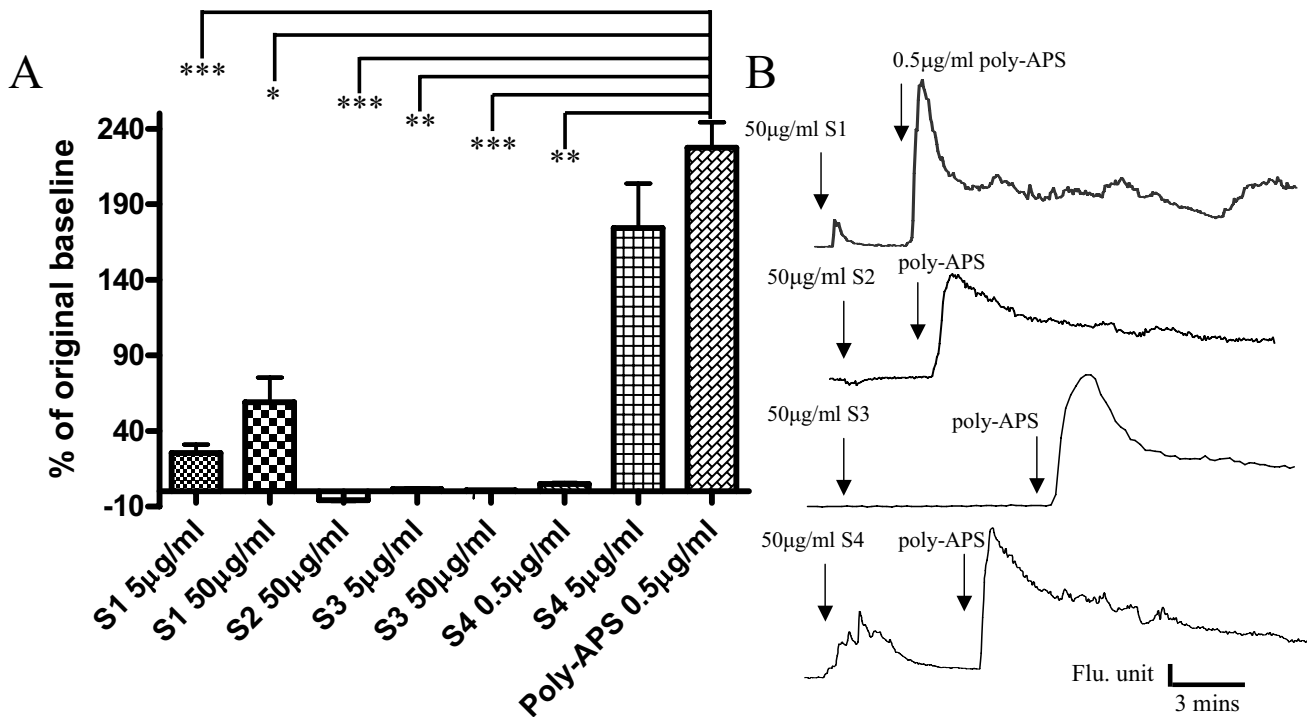 A
% of original baseline
240
190
140
90
40
-10
***
*
***
**
***
**
S1 5μg/ml
S1 50μg/ml
S2 50μg/ml
S3 5μg/ml
S3 50μg/ml
S4 0.5μg/ml
S4 5μg/ml
Poly-APS 0.5μg/ml
B
0.5μg/ml poly-APS
50μg/ml S1
poly-APS
50μg/ml S2
50μg/ml S3
poly-APS
50μg/ml S4
poly-APS
Flu. unit
3 mins